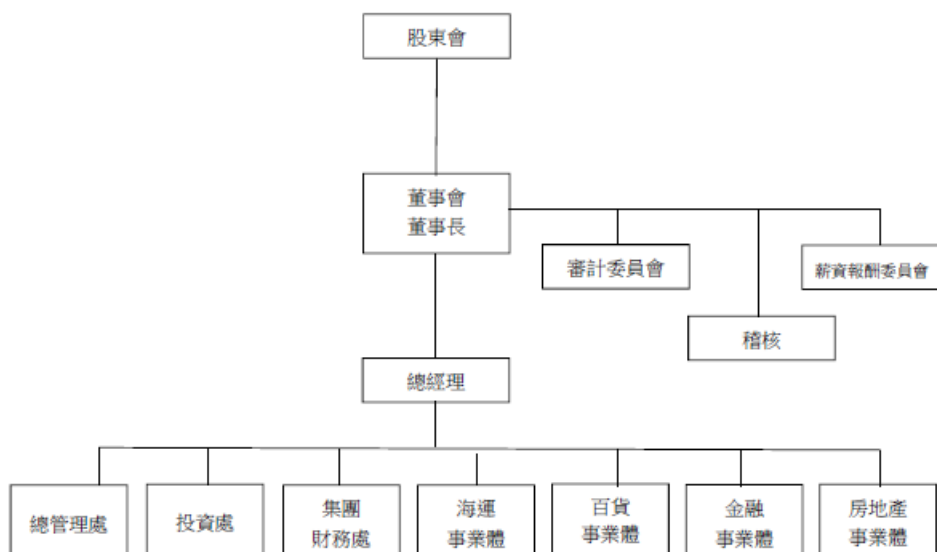 股東會
董事會
董事長
審計委員會
薪資報酬委員會
稽核
總經理
總管理處
投資處
集團
財務處
海運
事業體
百貨
事業體
金融
事業體
房地產
事業體